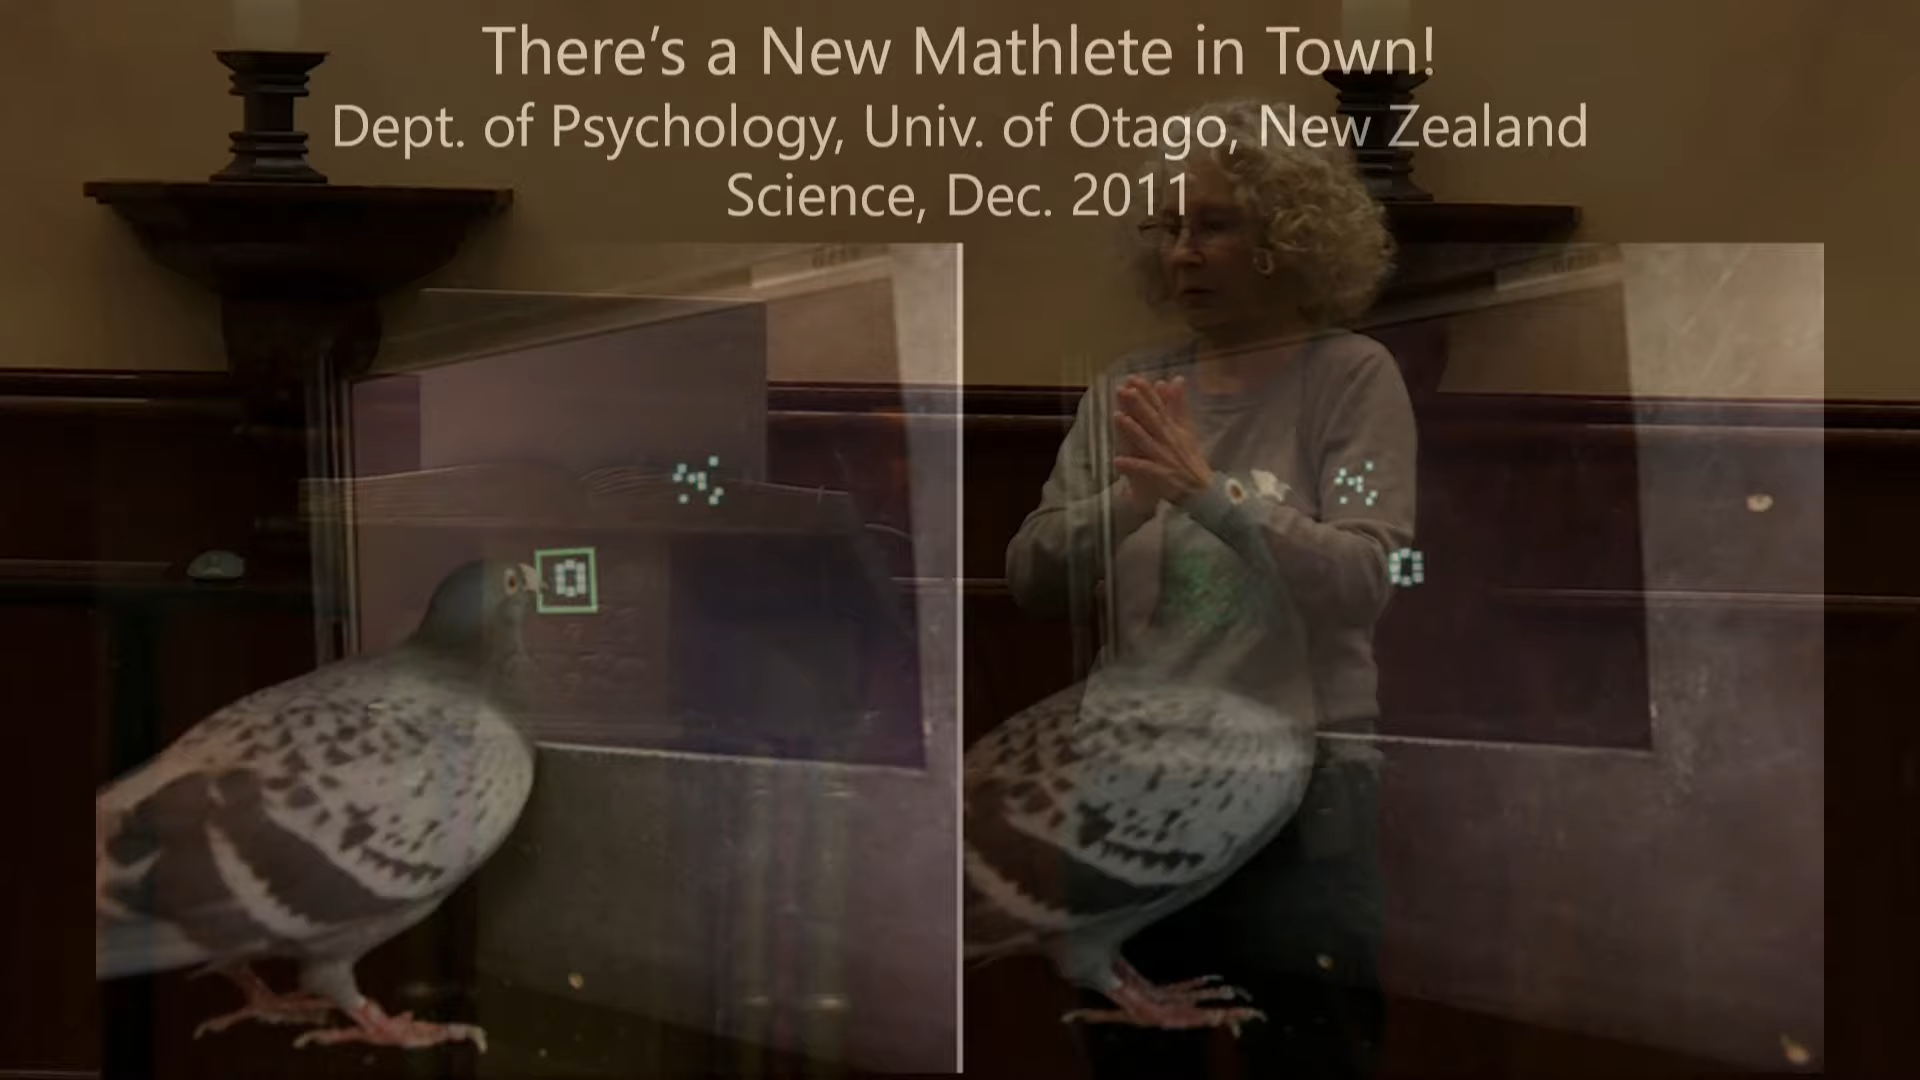 There's a New Mathlete in Town!
Dept. of Psychology, Univ. of Otago, New Zealand
Science, Dec. 2011